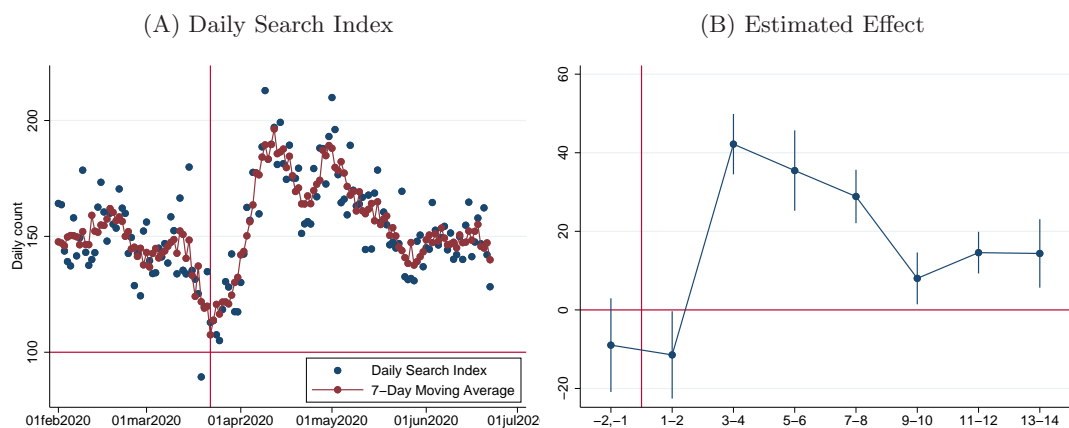 (A) Daily Search Index
(B) Estimated Effect
Daily count
200
150
100
Daily Search Index
7−Day Moving Average
01feb2020
01mar2020
01apr2020
01may2020
01jun2020
01jul202
60
40
20
0
−20
−2,−1
1−2
3−4
5−6
7−8
9−10
11−12
13−14